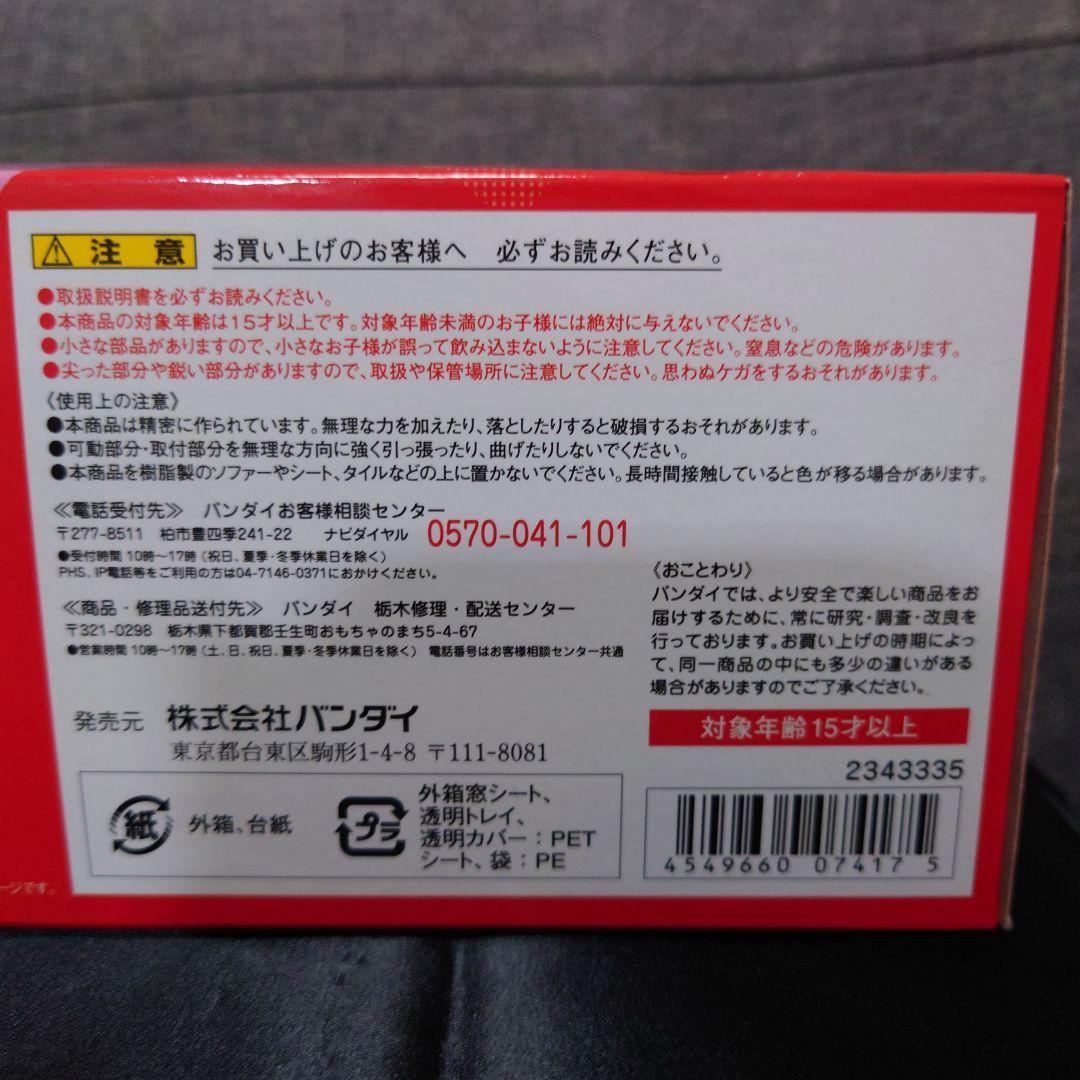 注意 お買い上げのお客様へ 必ずお読みください。
●取扱説明書を必ずお読みください。
●本商品の対象年齢は15才以上です。対象年齢未満のお子様には絶対に与えないでください。
●小さな部品がありますので、小さなお子様が誤って飲み込まないように注意してください。窒息などの危険があります。
●尖った部分や鋭い部分がありますので、取扱や保管場所に注意してください。思わぬケガをするおそれがあります。
《使用上の注意》
●本商品は精密に作られています。無理な力を加えたり、落としたりすると破損するおそれがあります。
●可動部分・取付部分を無理な方向に強く引っ張ったり、曲げたりしないでください。
●本商品を樹脂製のソファーやシート、タイルなどの上に置かないでください。長時間接触していると色が移る場合があります。
≪電話受付先≫ バンダイお客様相談センター
〒277-8511 柏市豊四季241-22 ナビダイヤル 0570-041-101
●受付時間 10時〜17時(祝日、夏季・冬季休業日を除く)
PHS、IP電話等をご利用の方は04-7146-0371におかけください。
≪商品・修理品送付先≫ バンダイ 栃木修理・配送センター
〒321-0298 栃木県下都賀郡壬生町おもちゃのまち5-4-67
●営業時間 10時〜17時(土、日、祝日、夏季・冬季休業日を除く) 電話番号はお客様相談センター共通
《おことわり》
バンダイでは、より安全で楽しい商品をお
届けするために、常に研究・調査・改良を
行っております。お買い上げの時期によっ
て、同一商品の中にも多少の違いがある
場合がありますのでご了承ください。
発売元 株式会社バンダイ
東京都台東区駒形1-4-8 〒111-8081
対象年齢15才以上
2343335
紙 外箱、台紙
プラ 外箱窓シート、
透明トレイ、
透明カバー：PET
シート、袋：PE
4549660 07417 5
ージです。